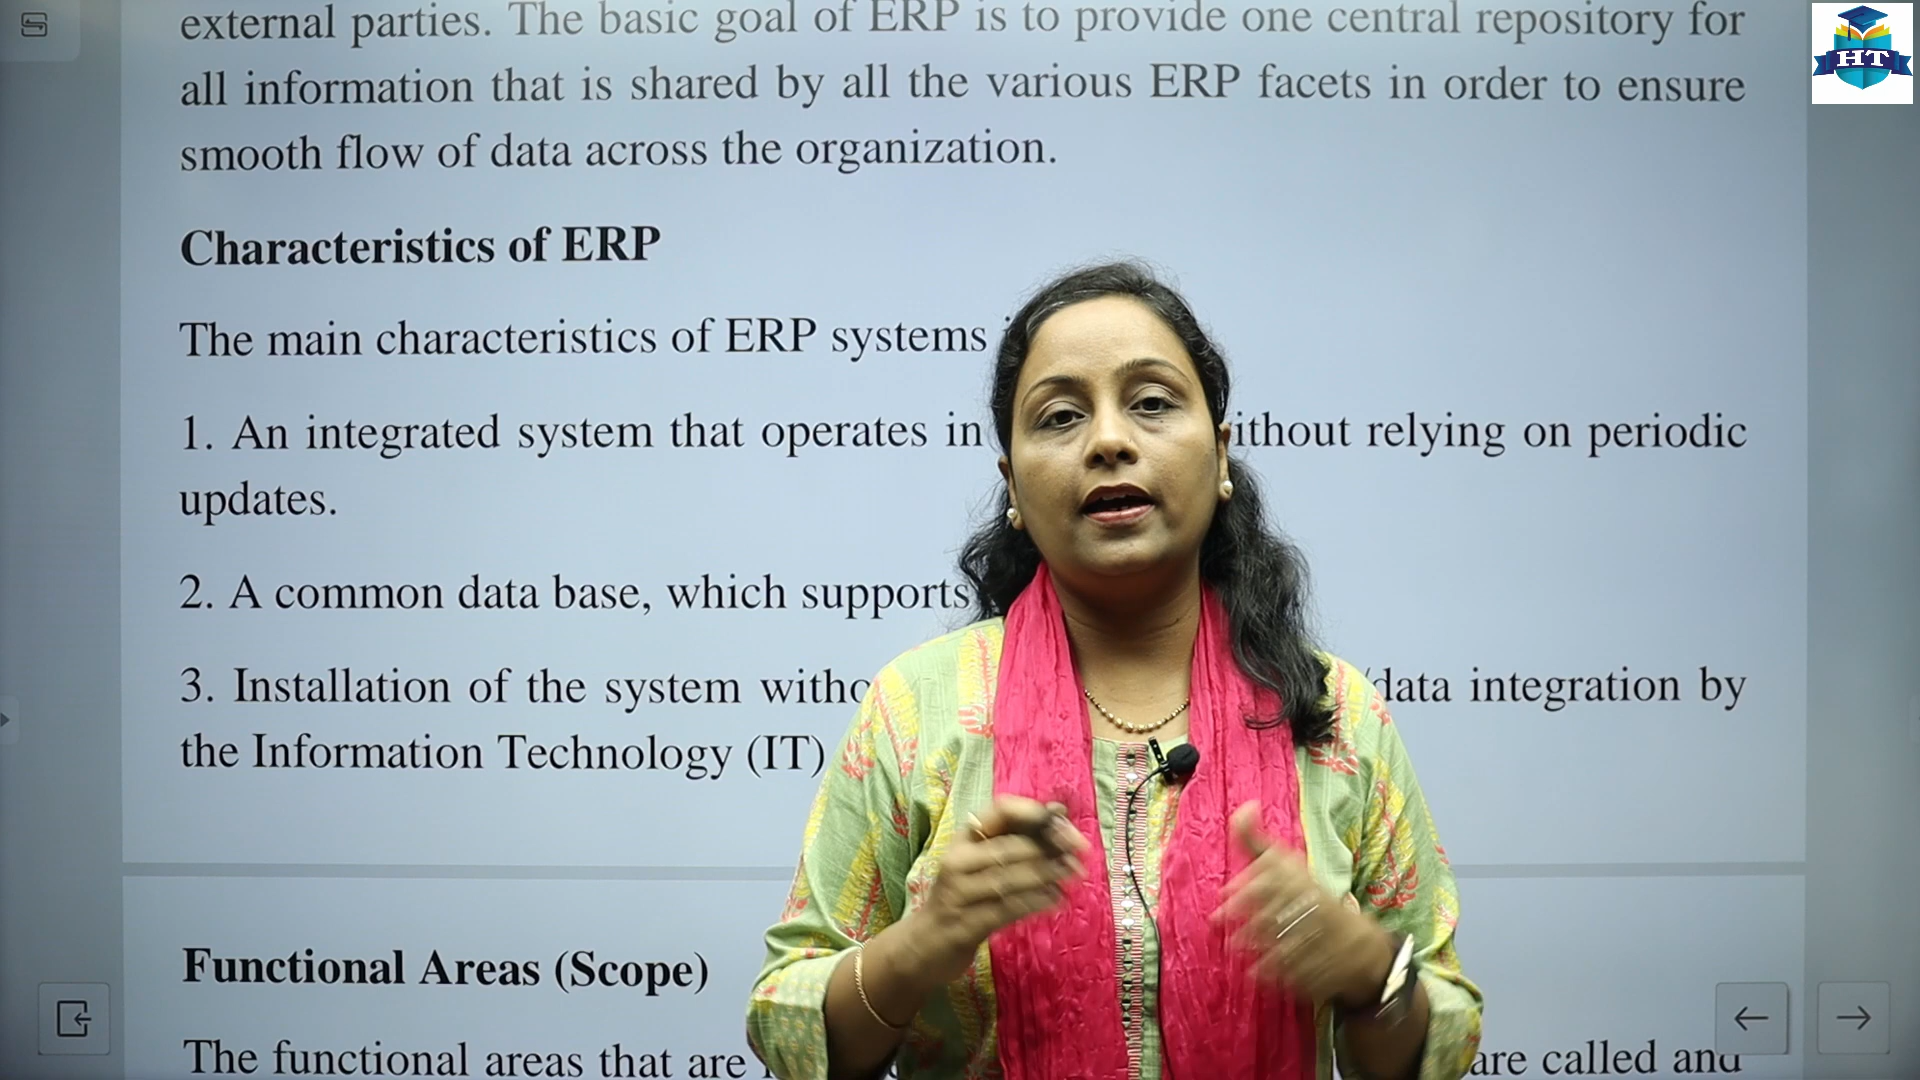 external parties. The basic goal of ERP is to provide one central repository for
all information that is shared by all the various ERP facets in order to ensure
smooth flow of data across the organization.
HT
Characteristics of ERP
The main characteristics of ERP systems
1. An integrated system that operates in relying on periodic
updates.
2. A common data base, which supports
3. Installation of the system data integration by
the Information Technology (IT)
Functional Areas (Scope)
The functional areas that are are called and